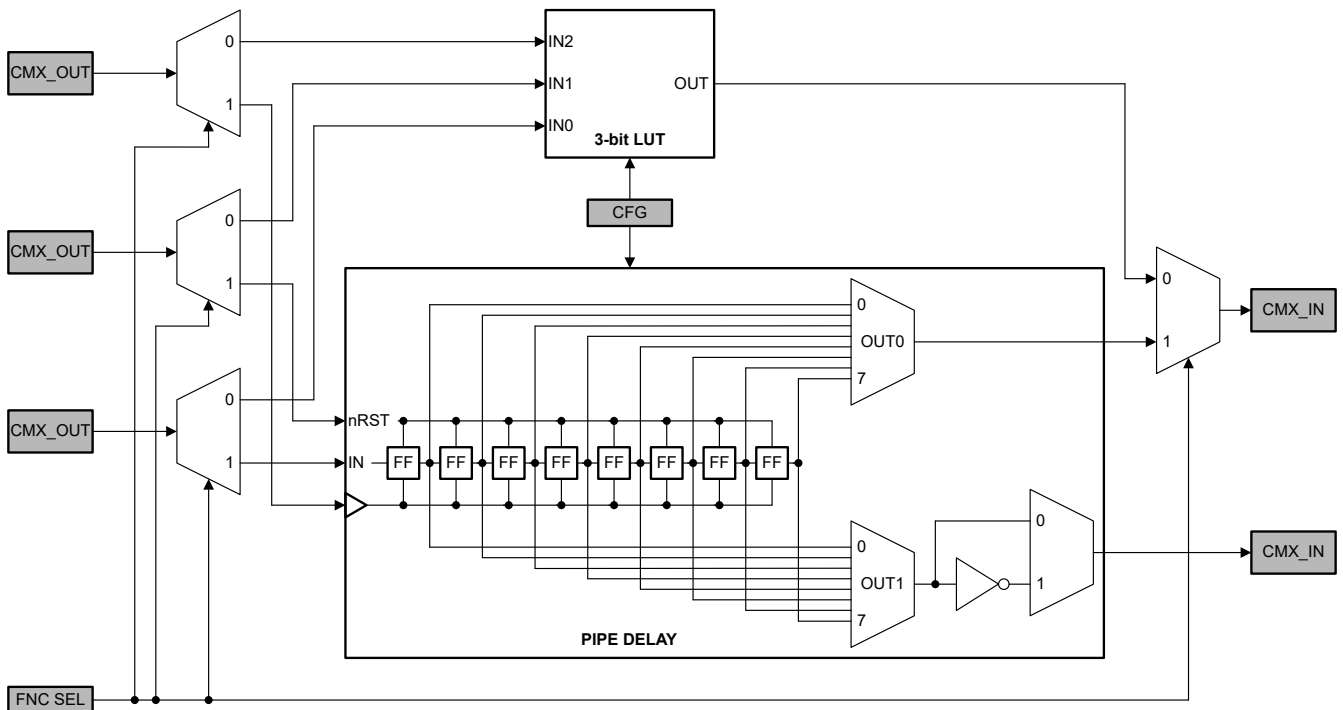 CMX_OUT
0
1
CMX_OUT
0
1
CMX_OUT
0
1
FNC SEL
IN2
IN1
IN0
OUT
3-bit LUT
CFG
nRST
IN
FF FF FF FF FF FF FF FF
0
OUT0
7
0
OUT1
7
0
1
PIPE DELAY
0
1
CMX_IN
CMX_IN